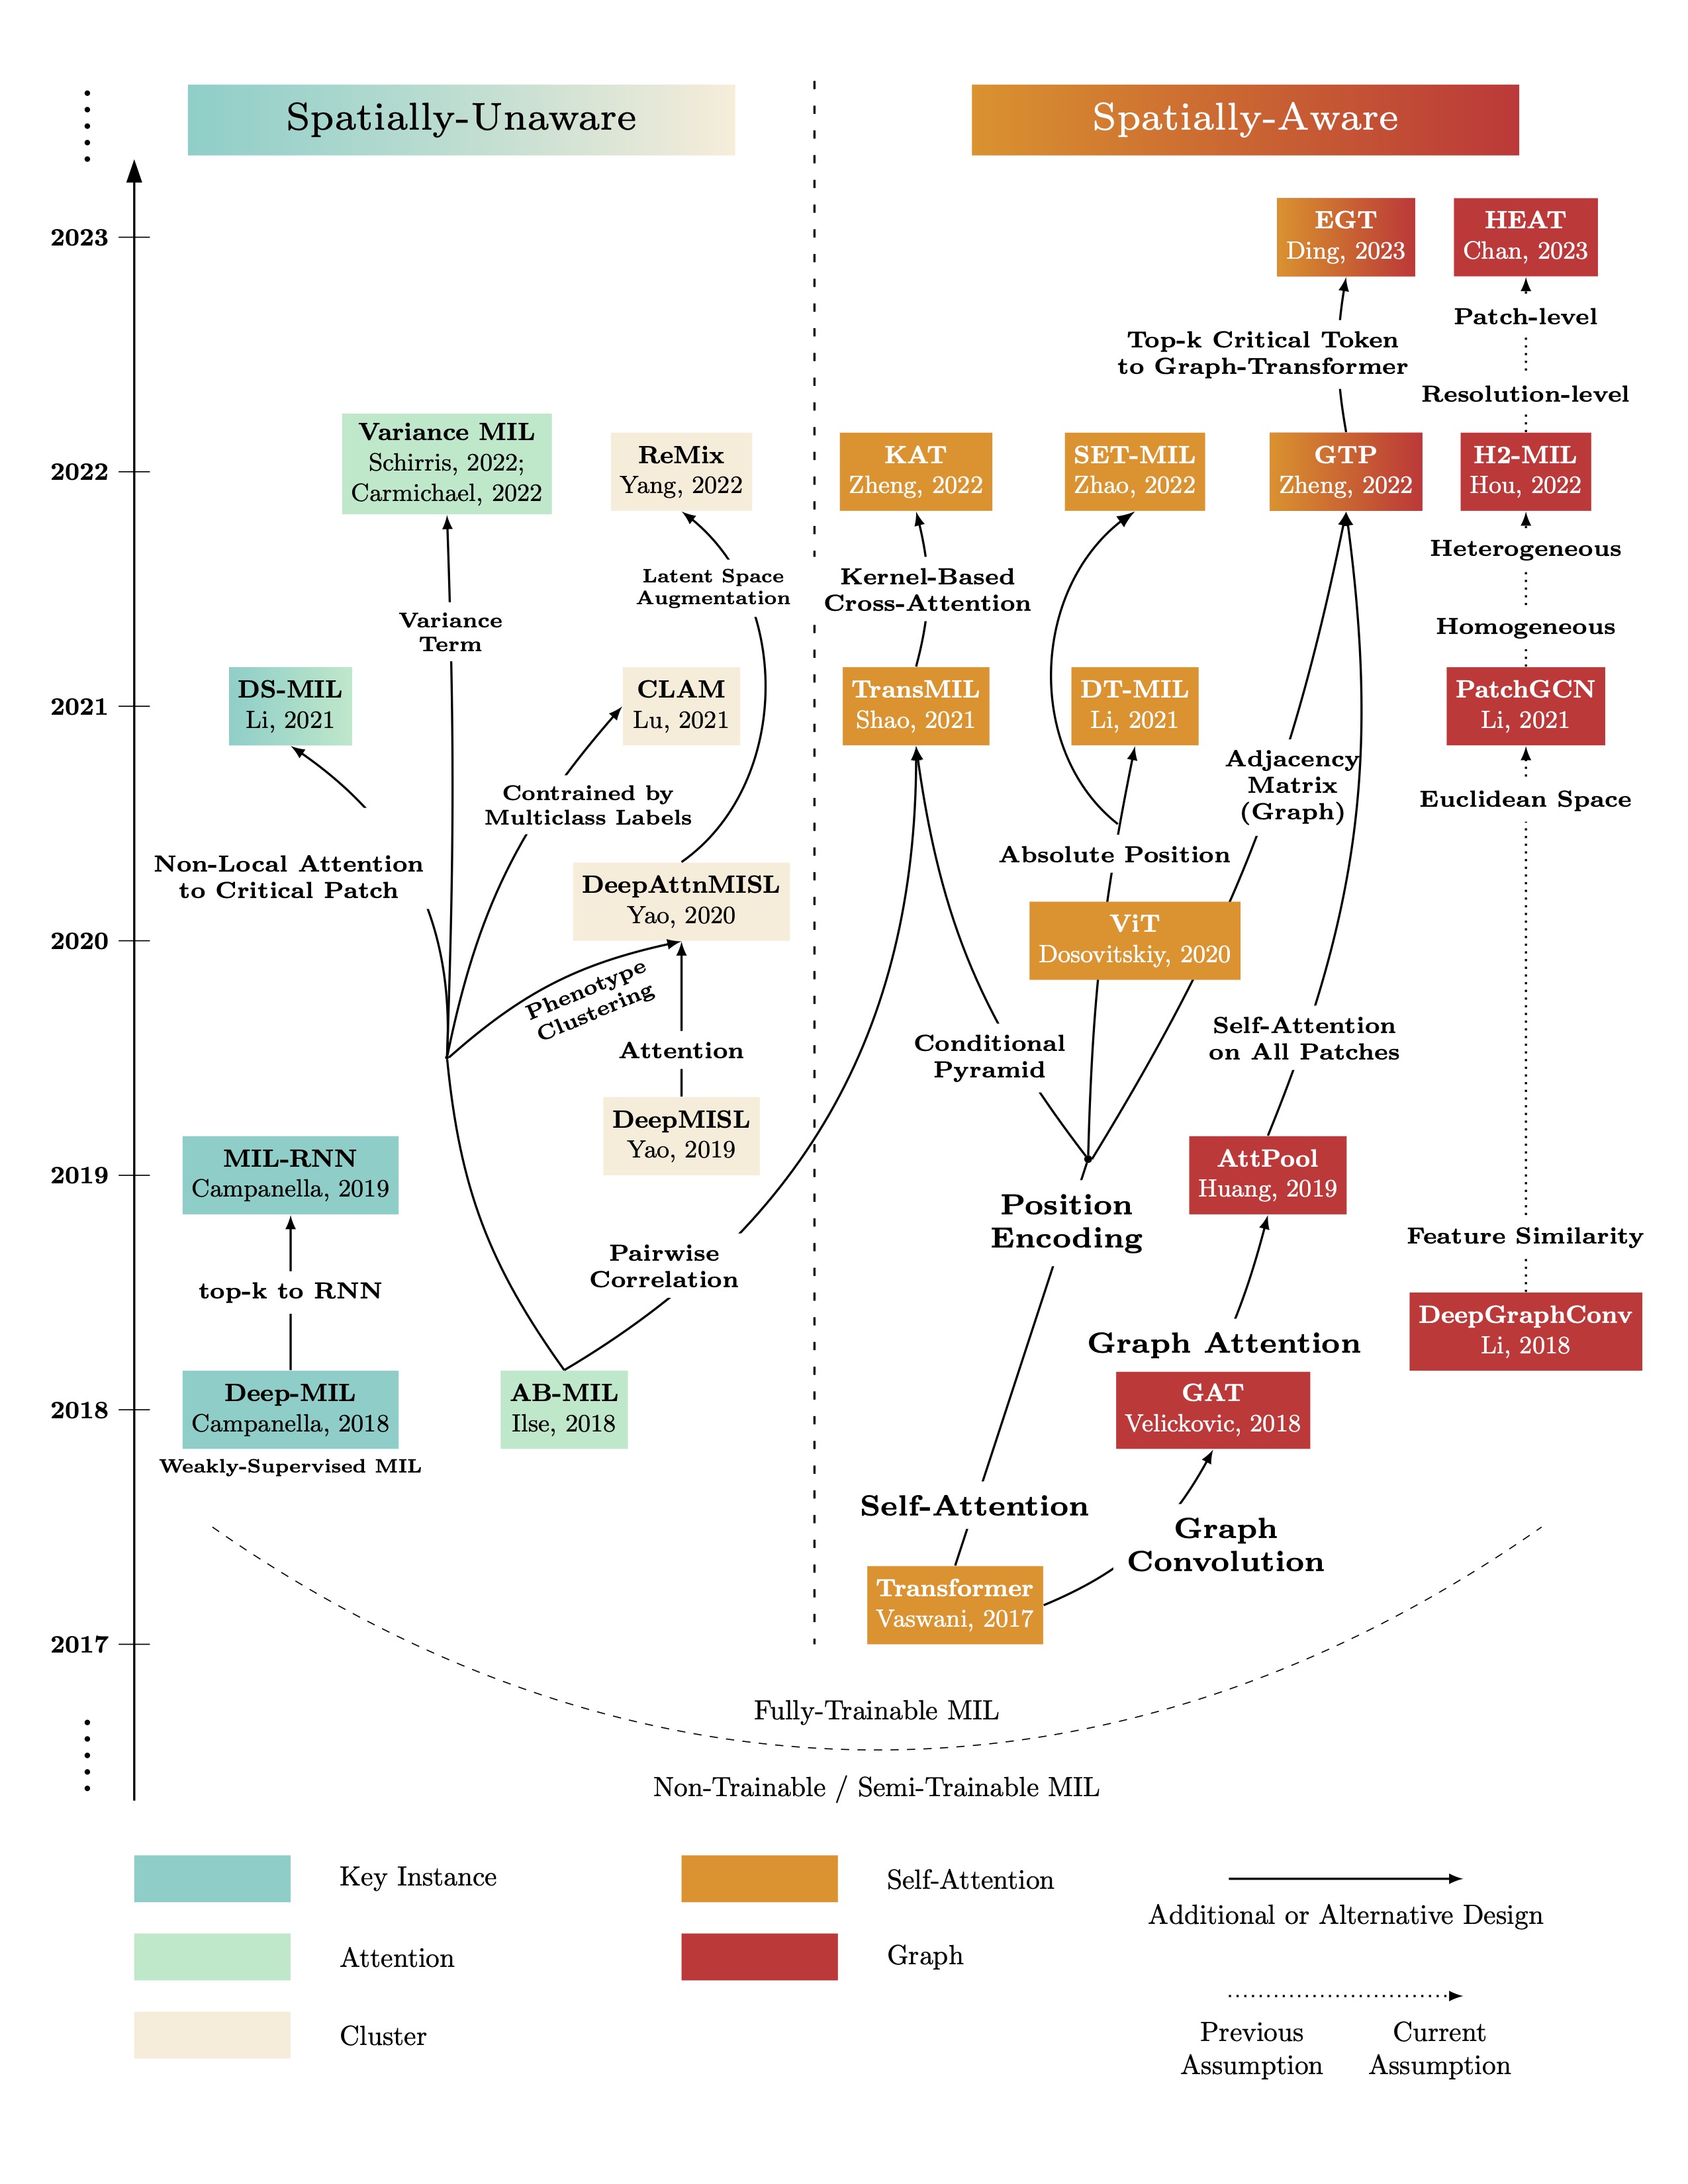 Spatially-Unaware
Spatially-Aware
2023
EGT
Ding, 2023
HEAT
Chan, 2023
Patch-level
Top-k Critical Token
to Graph-Transformer
Resolution-level
2022
Variance MIL
Schirris, 2022;
Carmichael, 2022
ReMix
Yang, 2022
KAT
Zheng, 2022
SET-MIL
Zhao, 2022
GTP
Zheng, 2022
H2-MIL
Hou, 2022
Heterogeneous
Latent Space
Augmentation
Kernel-Based
Cross-Attention
Variance
Term
Homogeneous
2021
DS-MIL
Li, 2021
CLAM
Lu, 2021
TransMIL
Shao, 2021
DT-MIL
Li, 2021
PatchGCN
Li, 2021
Adjacency
Matrix
(Graph)
Contrained by
Multiclass Labels
Euclidean Space
Non-Local Attention
to Critical Patch
Absolute Position
2020
DeepAttnMISL
Yao, 2020
ViT
Dosovitskiy, 2020
Phenotype
Clustering
Attention
Conditional
Pyramid
Self-Attention
on All Patches
DeepMISL
Yao, 2019
2019
MIL-RNN
Campanella, 2019
AttPool
Huang, 2019
Position
Encoding
Feature Similarity
Pairwise
Correlation
top-k to RNN
DeepGraphConv
Li, 2018
Graph Attention
2018
Deep-MIL
Campanella, 2018
Weakly-Supervised MIL
AB-MIL
Ilse, 2018
GAT
Velickovic, 2018
Self-Attention
Graph
Convolution
Transformer
Vaswani, 2017
2017
Fully-Trainable MIL
Non-Trainable / Semi-Trainable MIL
Key Instance
Attention
Cluster
Self-Attention
Graph
Additional or Alternative Design
Previous
Assumption
Current
Assumption